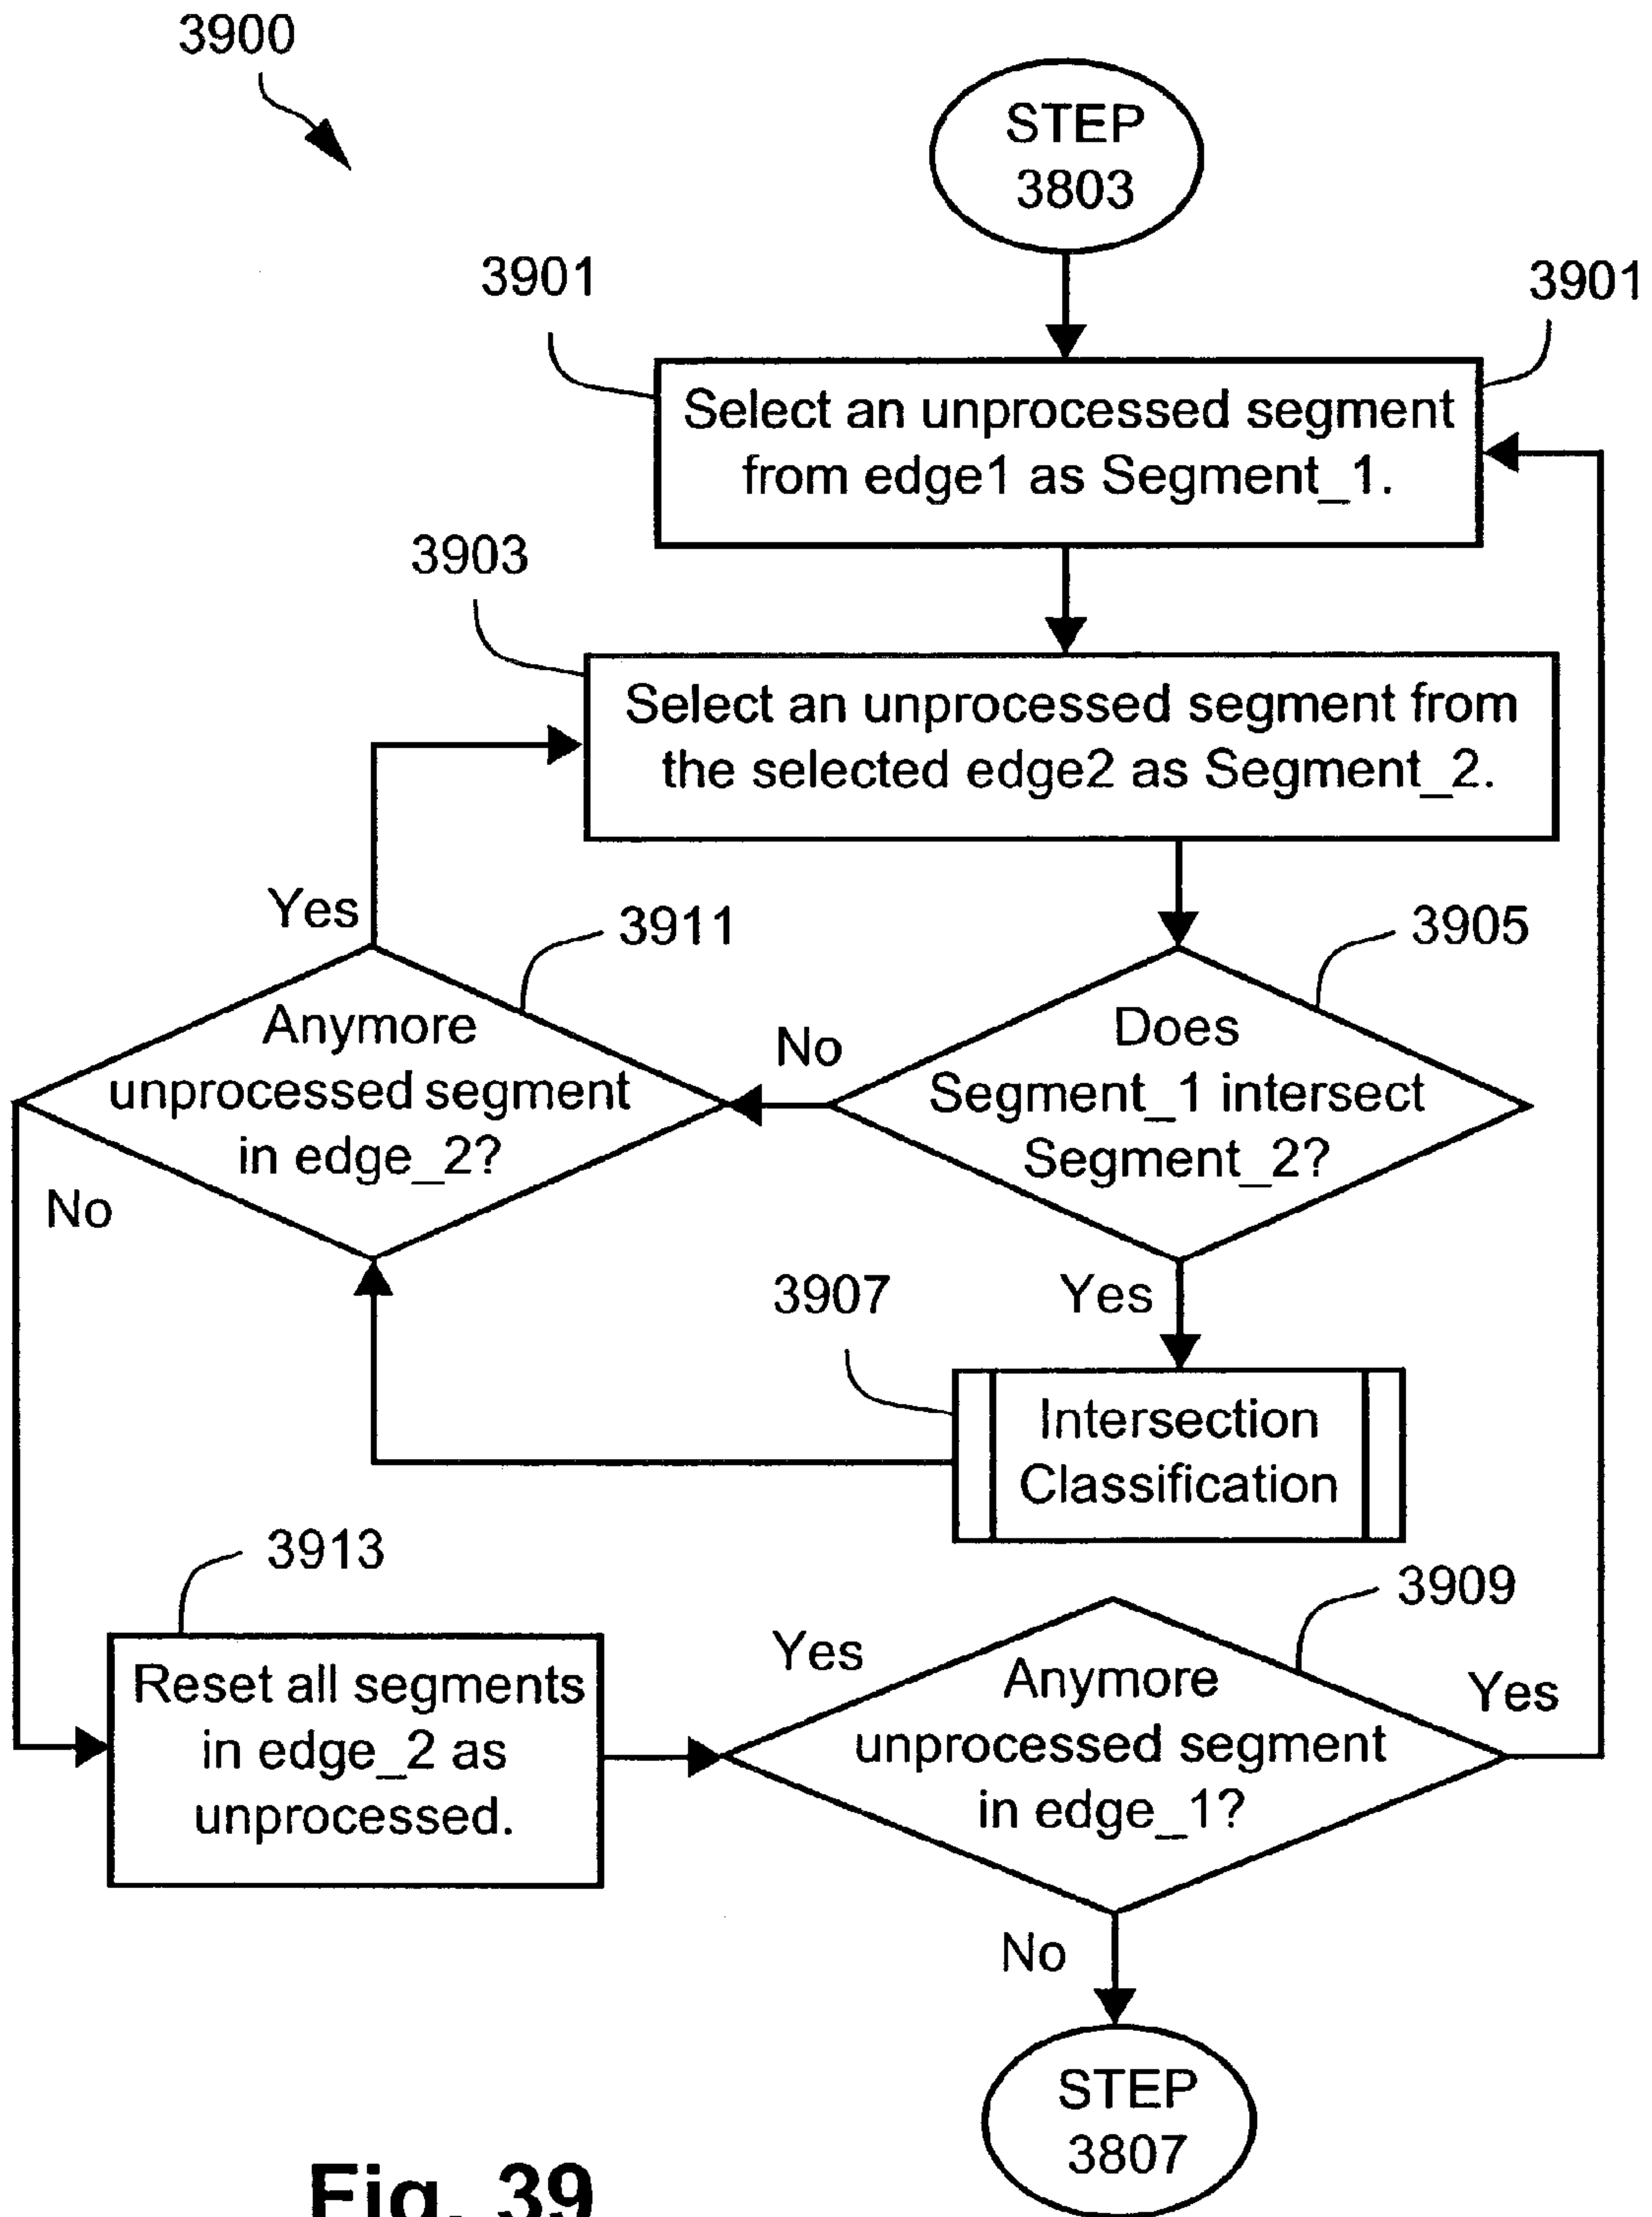 3900
STEP
3803
3901
3901
Select an unprocessed segment
from edge1 as Segment_1.
3903
Select an unprocessed segment from
the selected edge2 as Segment_2.
Yes
3911
3905
Anymore
unprocessed segment
in edge_2?
No
Does
Segment_1 intersect
Segment_2?
No
Yes
3907
Intersection
Classification
3913
3909
Reset all segments
in edge_2 as
unprocessed.
Yes
Anymore
unprocessed segment
in edge_1?
Yes
No
STEP
3807
Fig. 39